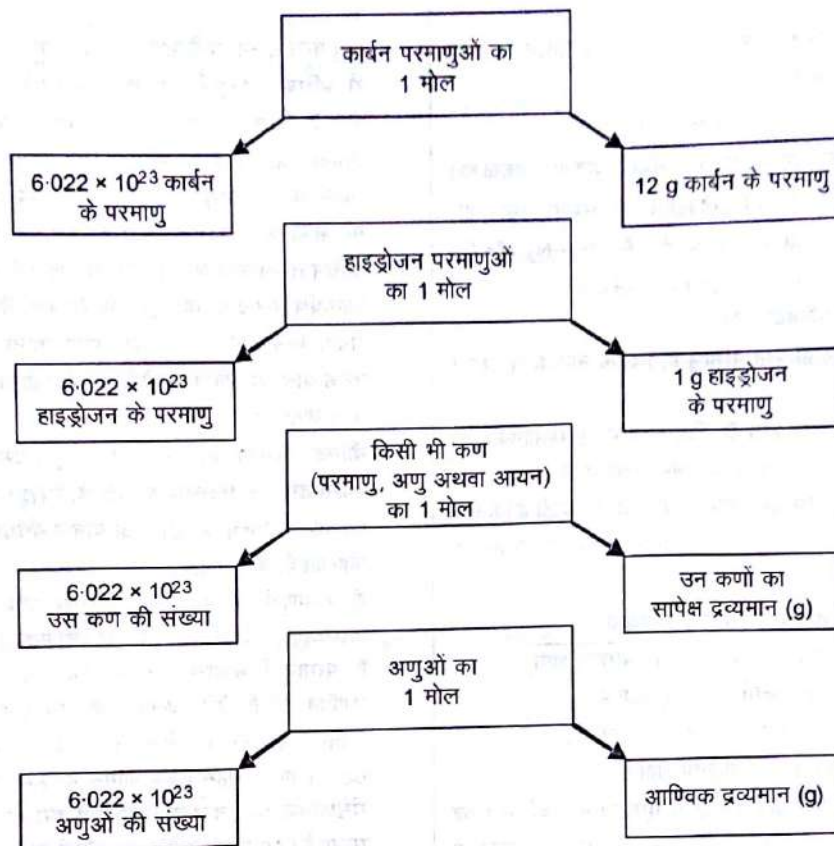 कार्बन परमाणुओं का
1 मोल
6·022 × 10²³ कार्बन
के परमाणु
12 g कार्बन के परमाणु
हाइड्रोजन परमाणुओं
का 1 मोल
6·022 × 10²³
हाइड्रोजन के परमाणु
1 g हाइड्रोजन
के परमाणु
किसी भी कण
(परमाणु, अणु अथवा आयन)
का 1 मोल
6·022 × 10²³
उस कण की संख्या
उन कणों का
सापेक्ष द्रव्यमान (g)
अणुओं का
1 मोल
6·022 × 10²³
अणुओं की संख्या
आण्विक द्रव्यमान (g)